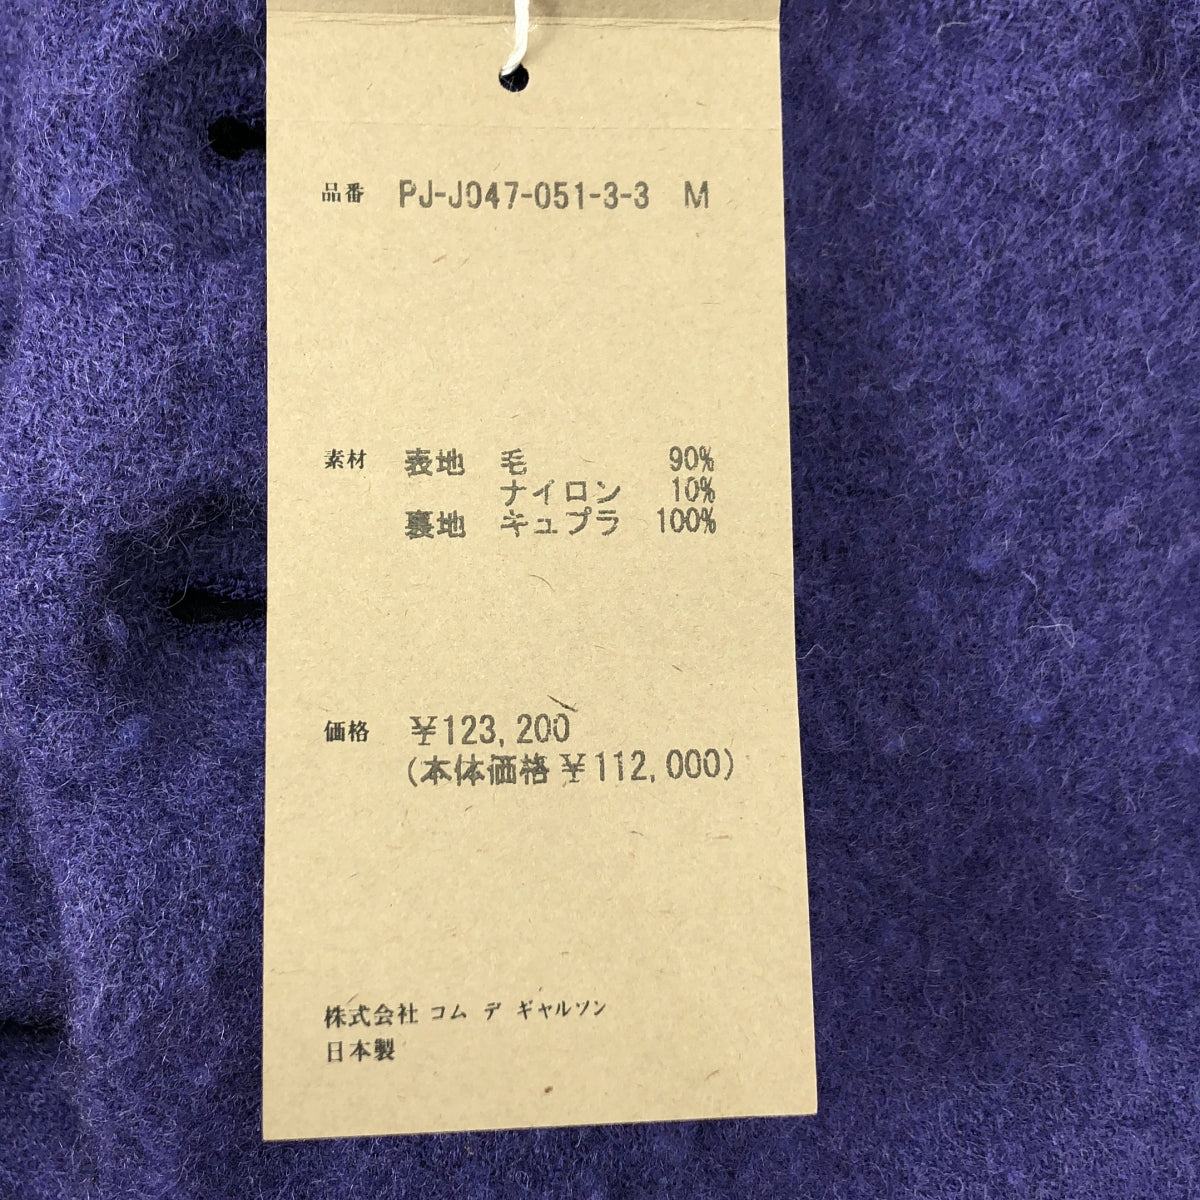 品番 PJ-J047-051-3-3 M
素材 表地 毛 90%
ナイロン 10%
裏地 キュプラ 100%
価格 ¥123,200
(本体価格 ¥112,000)
株式会社 コム デ ギャルソン
日本製